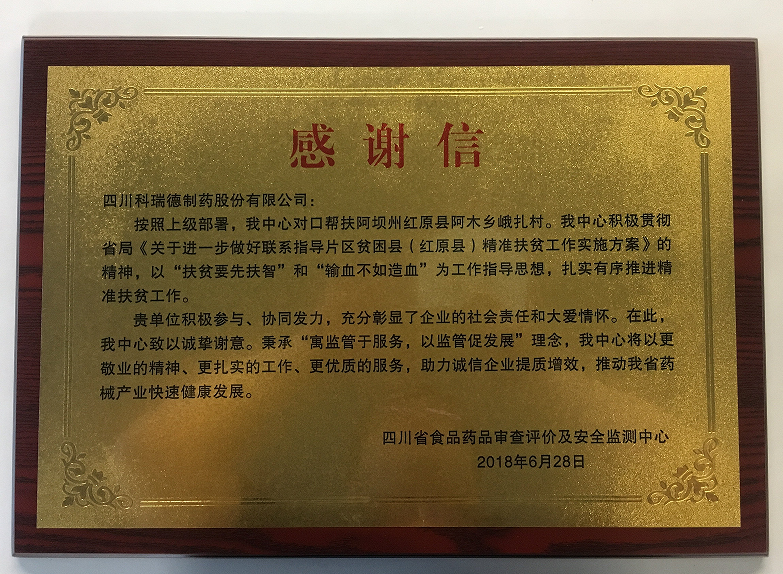 感谢信
四川科瑞德制药股份有限公司：
按照上级部署，我中心对口帮扶阿坝州红原县阿木乡峨扎村。我中心积极贯彻
省局《关于进一步做好联系指导片区贫困县（红原县）精准扶贫工作实施方案》的
精神，以“扶贫要先扶智”和“输血不如造血”为工作指导思想，扎实有序推进精
准扶贫工作。
贵单位积极参与、协同发力，充分彰显了企业的社会责任和大爱情怀。在此，
我中心致以诚挚谢意。秉承“寓监管于服务，以监管促发展”理念，我中心将以更
敬业的精神、更扎实的工作、更优质的服务，助力诚信企业提质增效，推动我省药
械产业快速健康发展。
四川省食品药品审查评价及安全监测中心
2018年6月28日